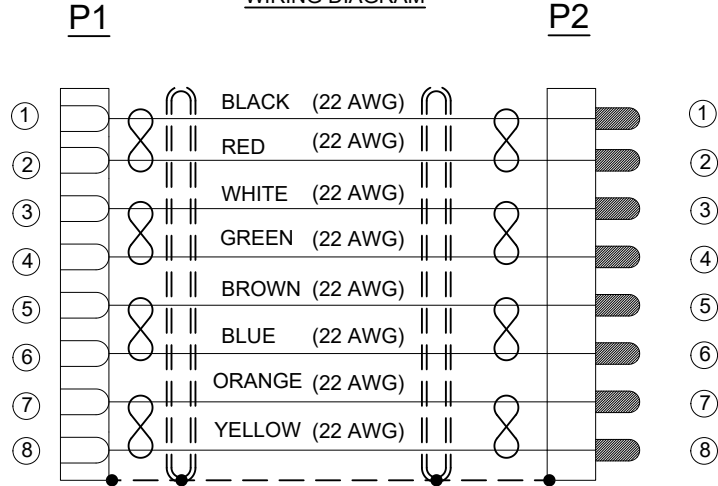 WIRING DIAGRAM
P1 P2
1 BLACK (22 AWG) 1
2 RED (22 AWG) 2
3 WHITE (22 AWG) 3
4 GREEN (22 AWG) 4
5 BROWN (22 AWG) 5
6 BLUE (22 AWG) 6
7 ORANGE (22 AWG) 7
8 YELLOW (22 AWG) 8